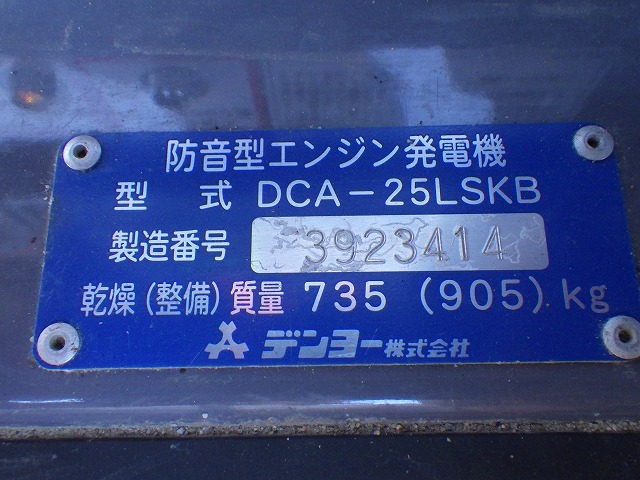 防音型エンジン発電機
型 式 DCA-25LSKB
製造番号 3923414
乾燥(整備)質量 735 (905)kg
デンヨー株式会社